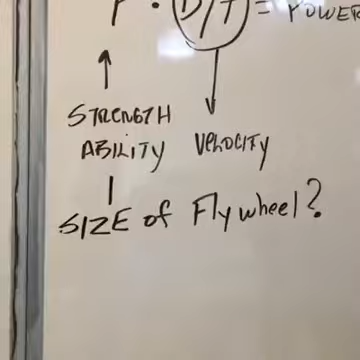 F · D/T = POWER
STRENGTH
ABILITY VELOCITY
SIZE of Flywheel?